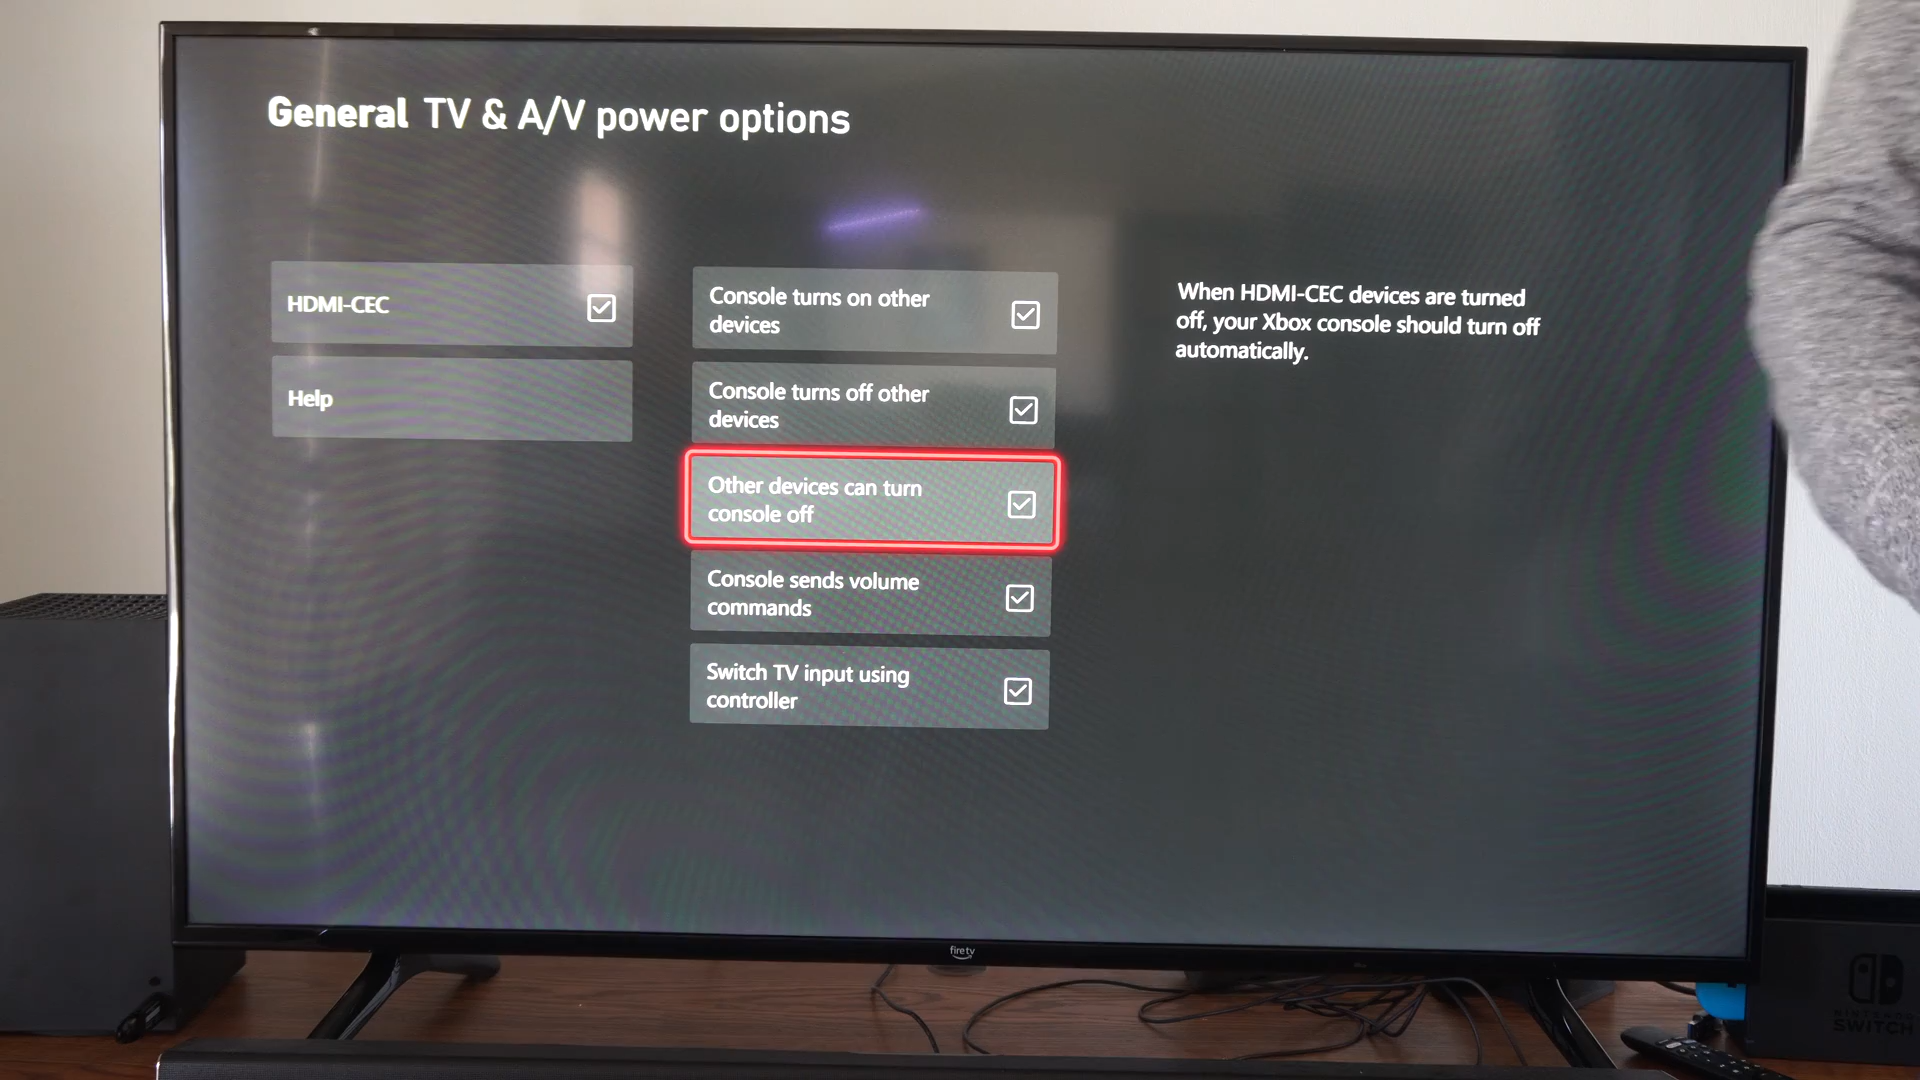 General TV & A/V power options
HDMI-CEC
Help
Console turns on other
devices
Console turns off other
devices
Other devices can turn
console off
Console sends volume
commands
Switch TV input using
controller
When HDMI-CEC devices are turned
off, your Xbox console should turn off
automatically.
firetv
NINTENDO
SWITCH